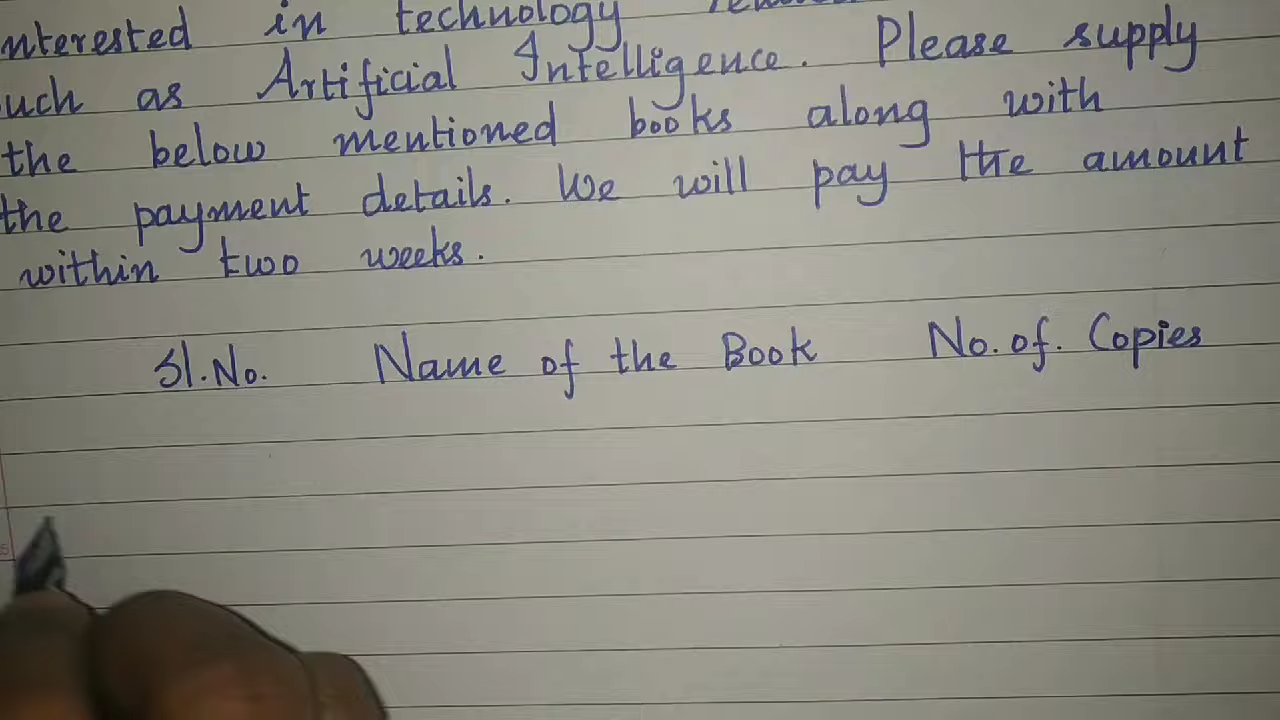 nterested in technology
uch as Artificial Intelligence. Please supply
the below mentioned books along with
the payment details. We will pay the amount
within two weeks.
Sl.No. Name of the Book No.of. Copies